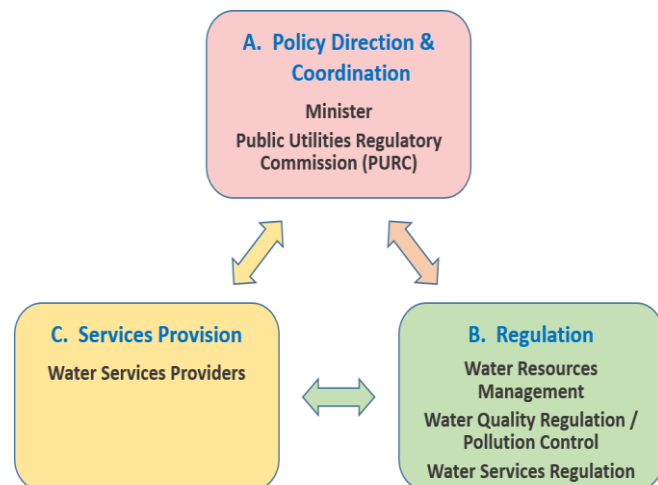 A. Policy Direction &
Coordination
Minister
Public Utilities Regulatory
Commission (PURC)
C. Services Provision
Water Services Providers
B. Regulation
Water Resources
Management
Water Quality Regulation /
Pollution Control
Water Services Regulation